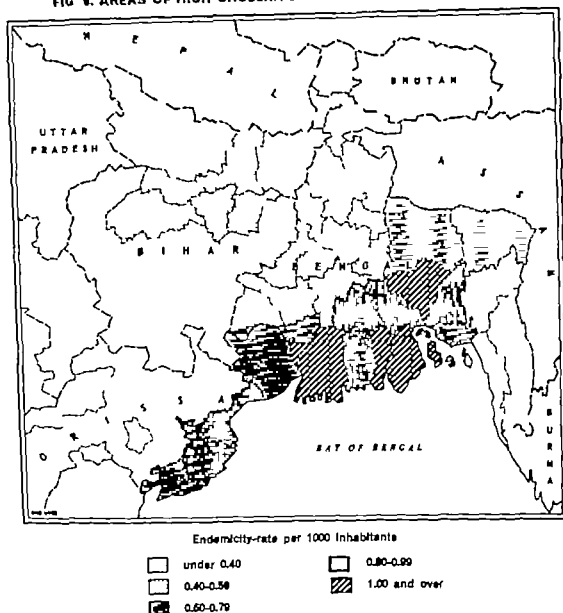 FIG 9. AREAS OF HIGH CHOLERA
NEPAL
BHUTAN
UTTAR
PRADESH
ASS
BIHAR
BENGAL
ORISSA
BURMA
BAY OF BENGAL
Endemicity-rate per 1000 Inhabitants
under 0.40
0.80-0.99
0.40-0.59
1.00 and over
0.60-0.79